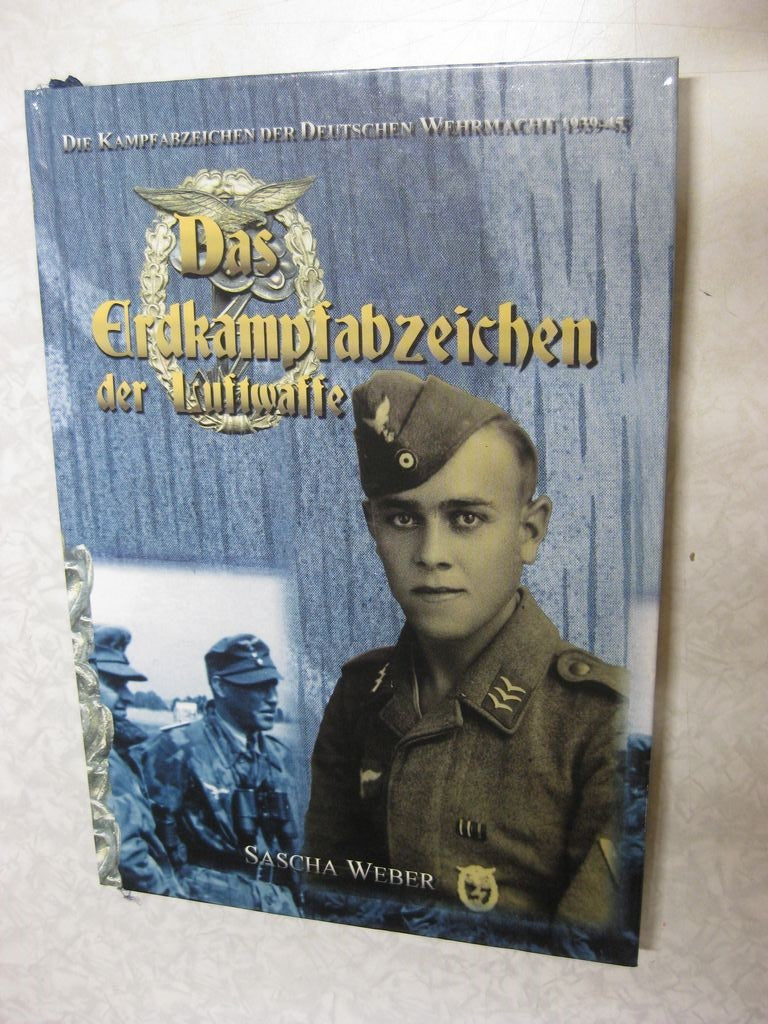 Die Kampfabzeichen der Deutschen Wehrmacht 1939-45
Das
Erdkampfabzeichen
der Luftwaffe
Sascha Weber